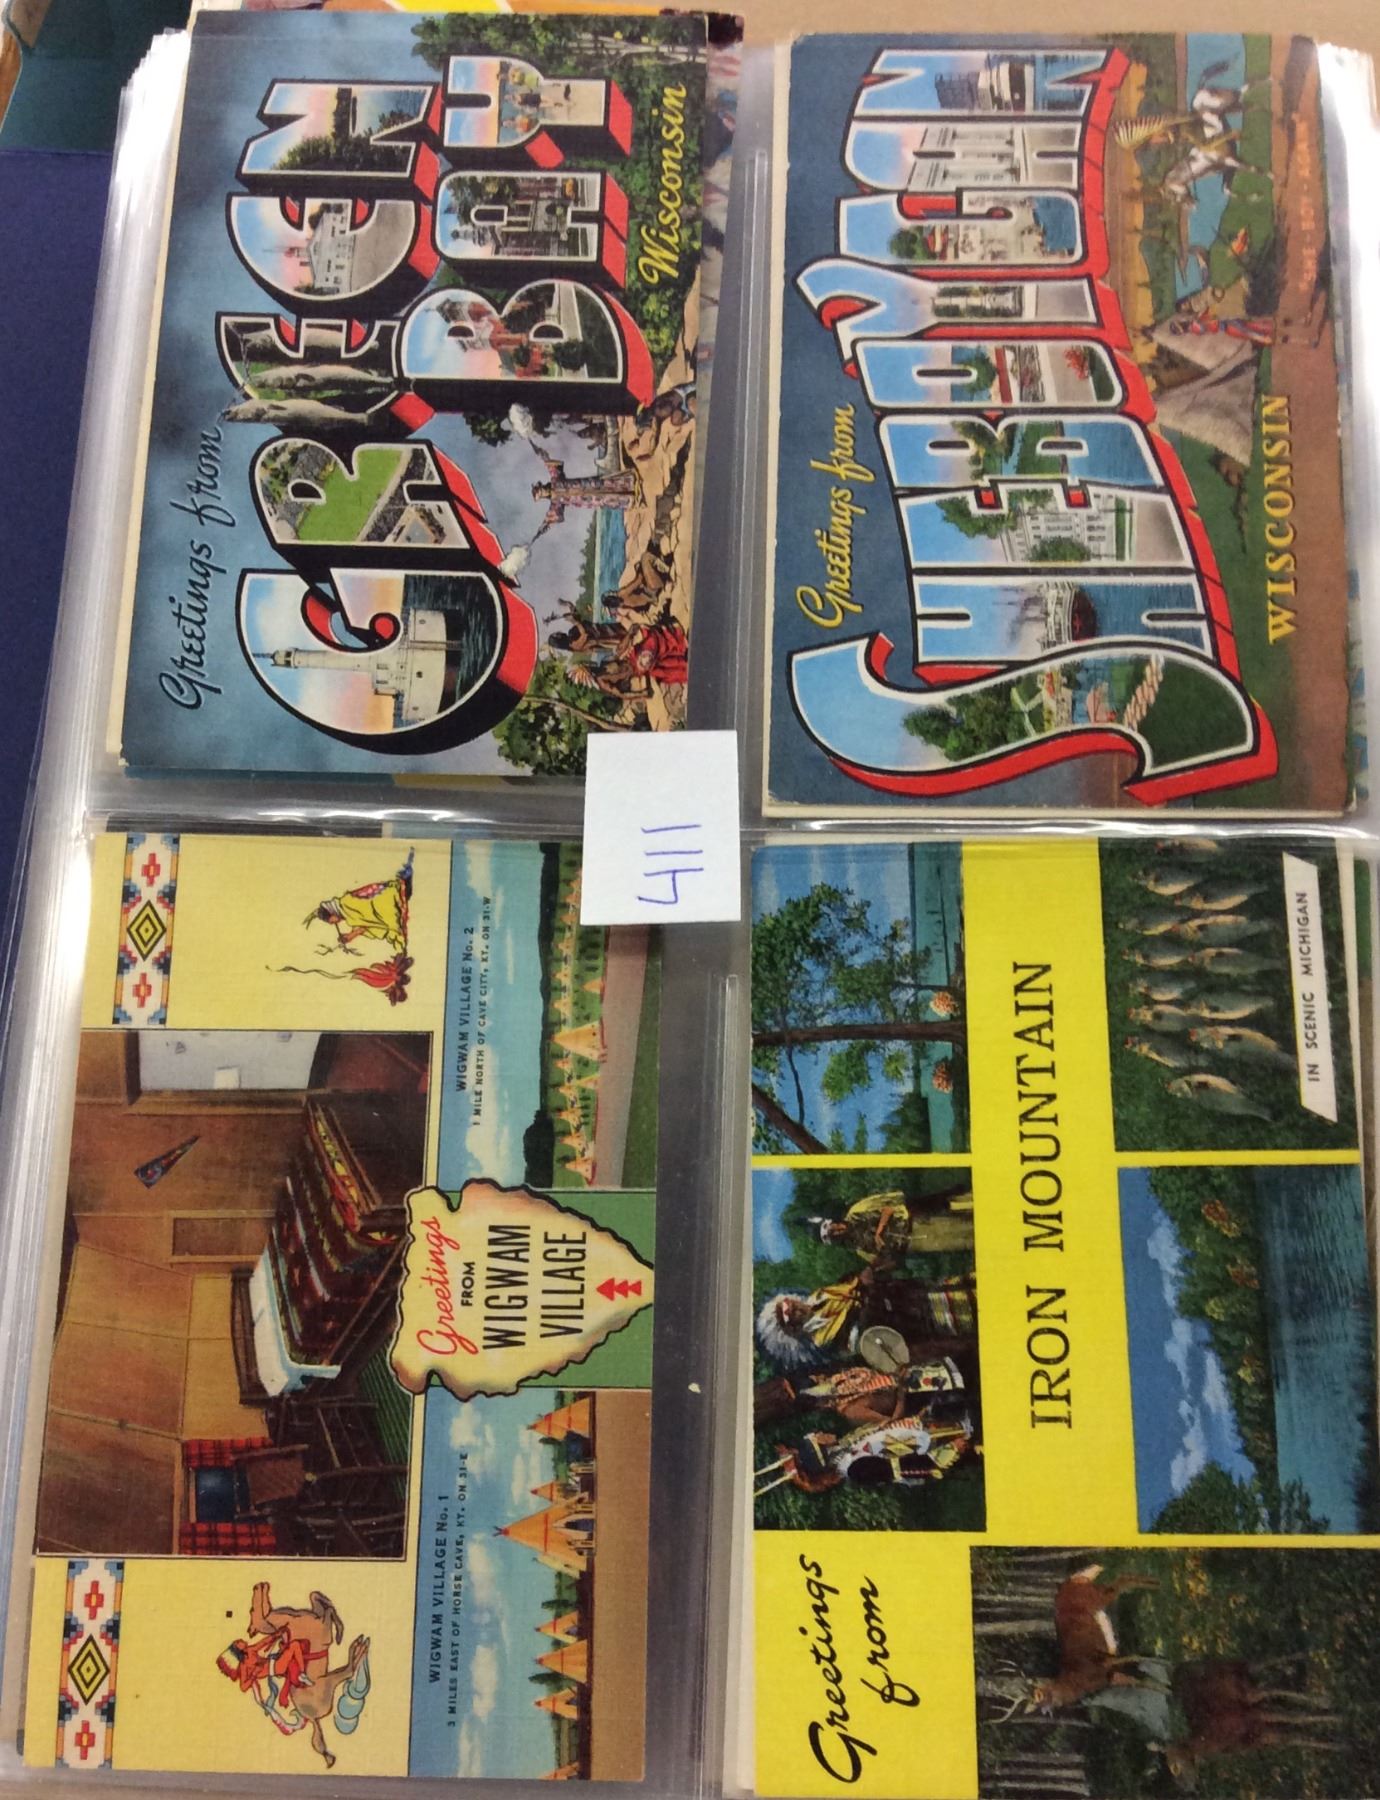 Greetings from
GREEN
BAY
Wisconsin
Greetings from
SHEBOYGAN
WISCONSIN
411
WIGWAM VILLAGE No. 1
3 MILES EAST OF HORSE CAVE, KY. ON 31-E
Greetings
FROM
WIGWAM
VILLAGE
WIGWAM VILLAGE No. 2
1 MILE NORTH OF CAVE CITY, KY. ON 31-W
Greetings
from
IRON MOUNTAIN
IN SCENIC MICHIGAN